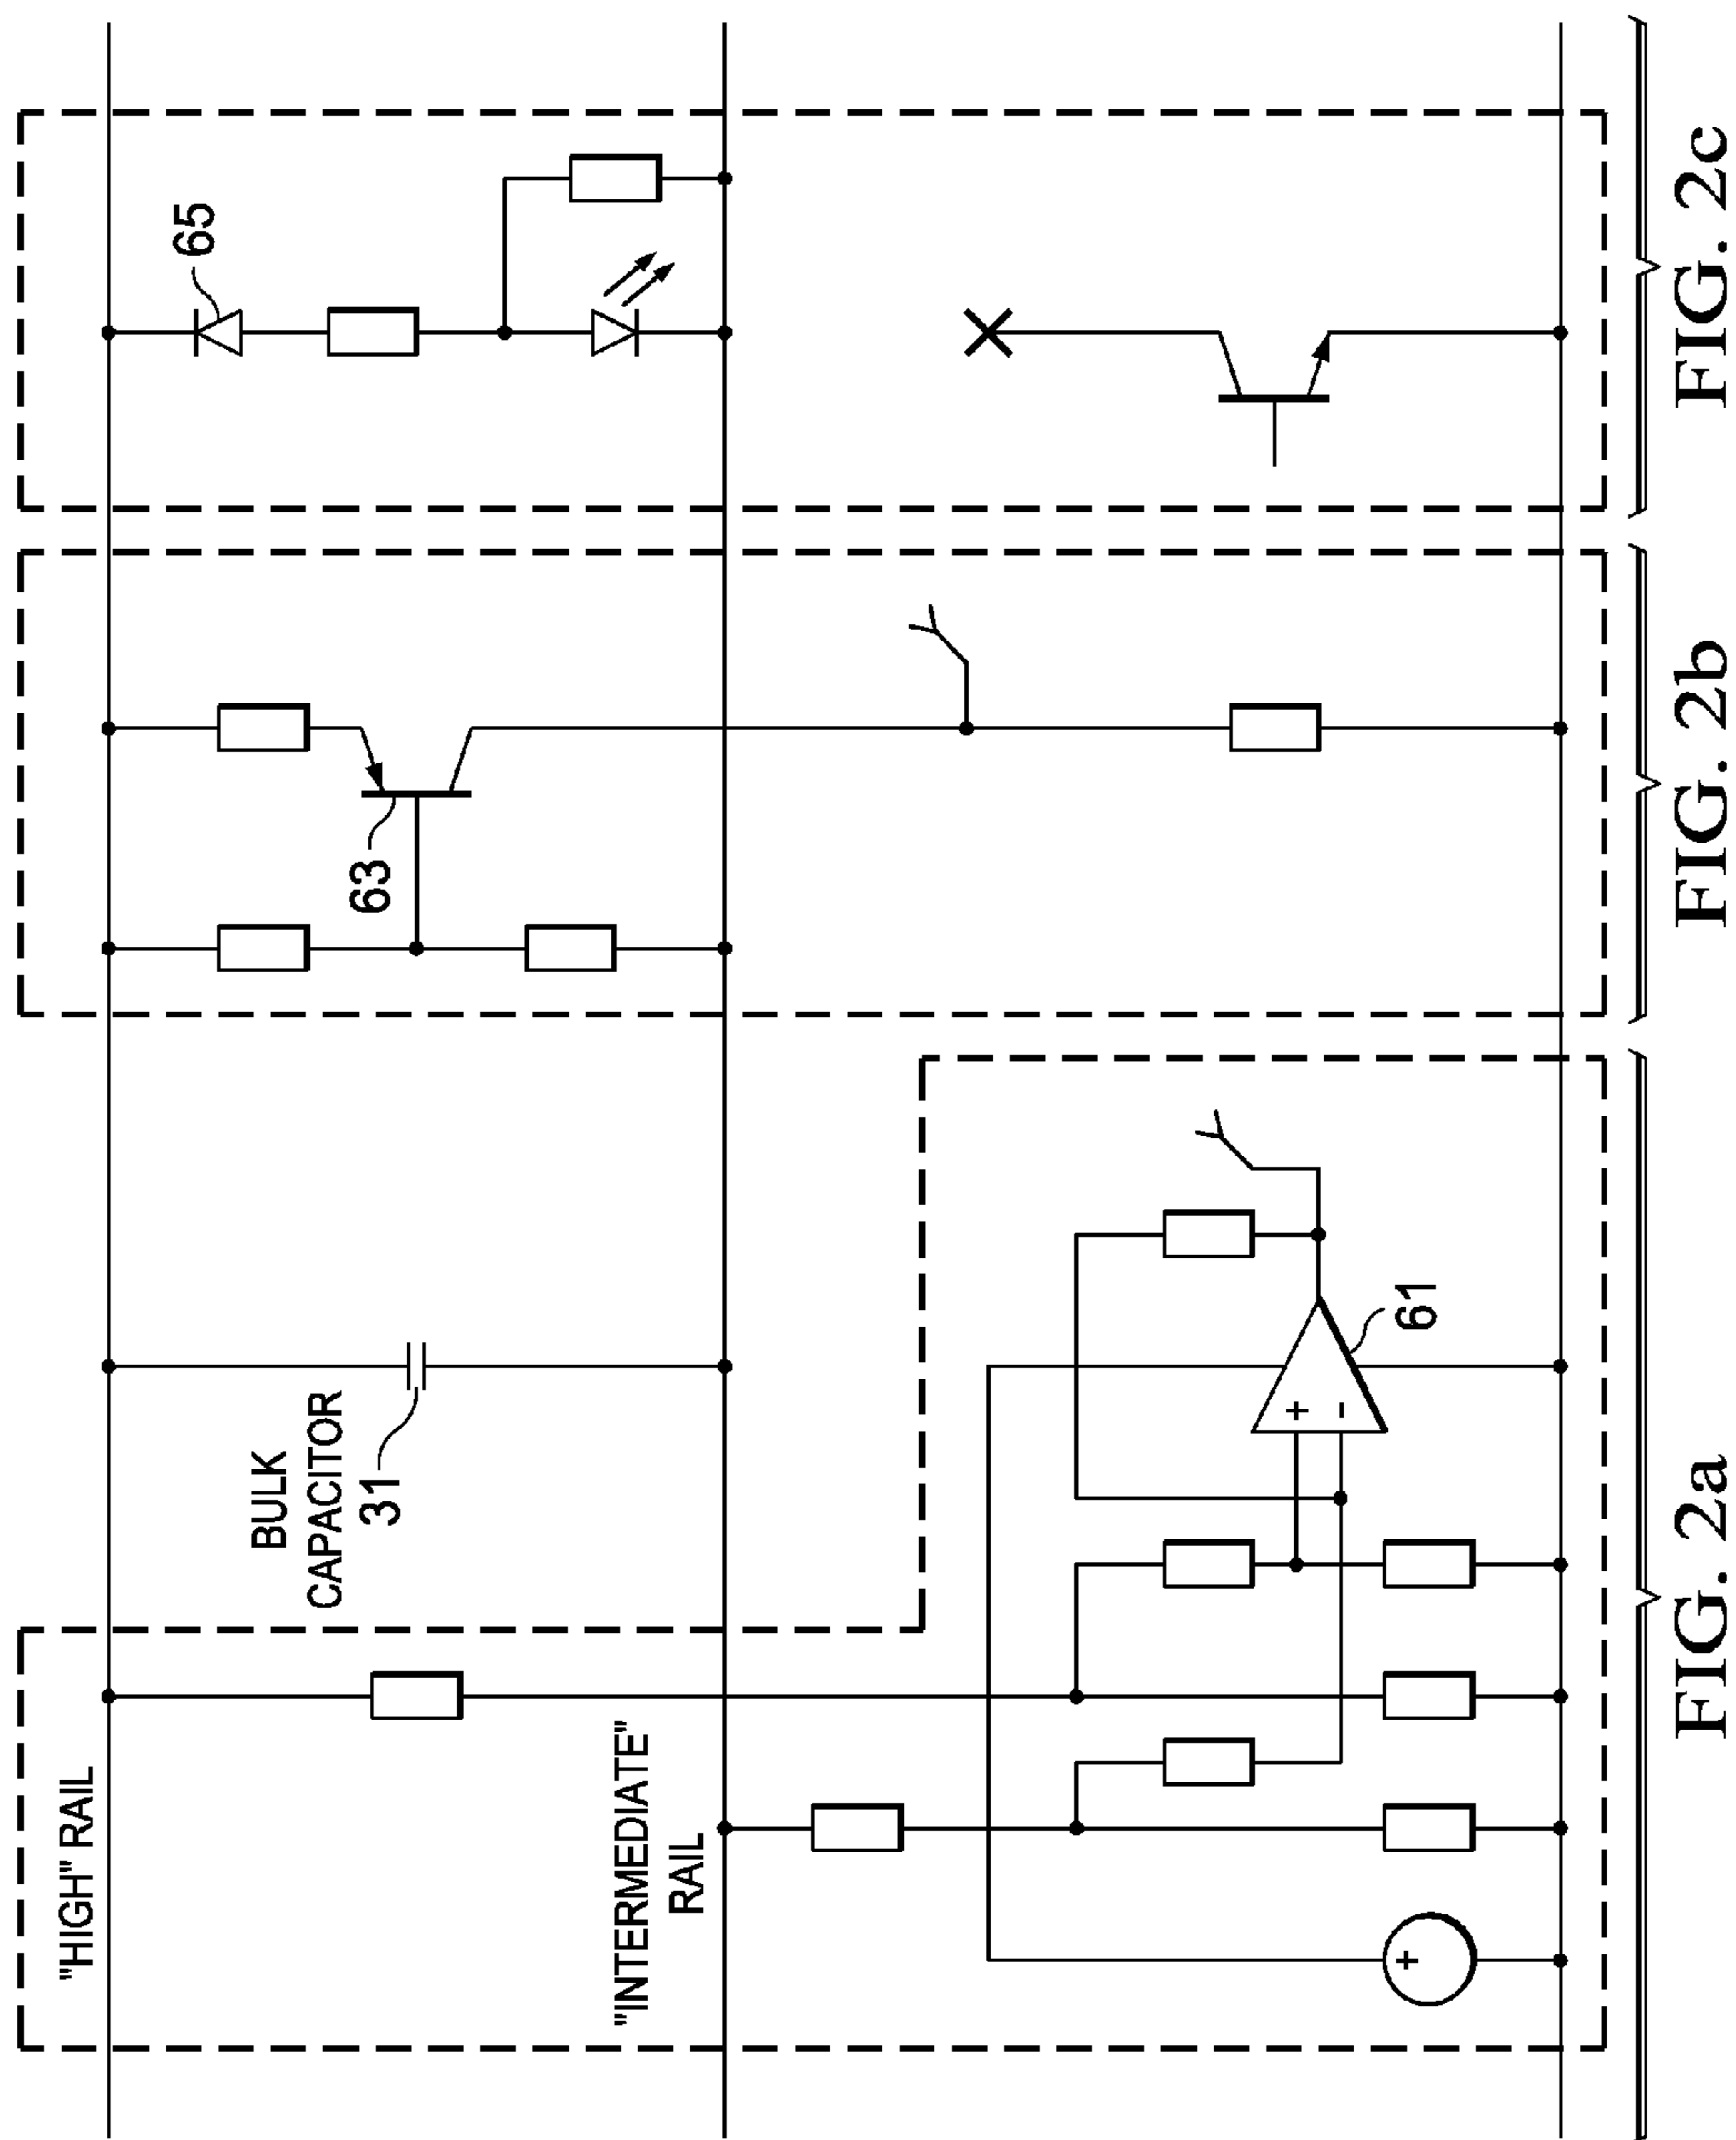 "HIGH" RAIL
BULK
CAPACITOR
31
"INTERMEDIATE"
RAIL
61
63
65
+
-
+
FIG. 2a
FIG. 2b
FIG. 2c